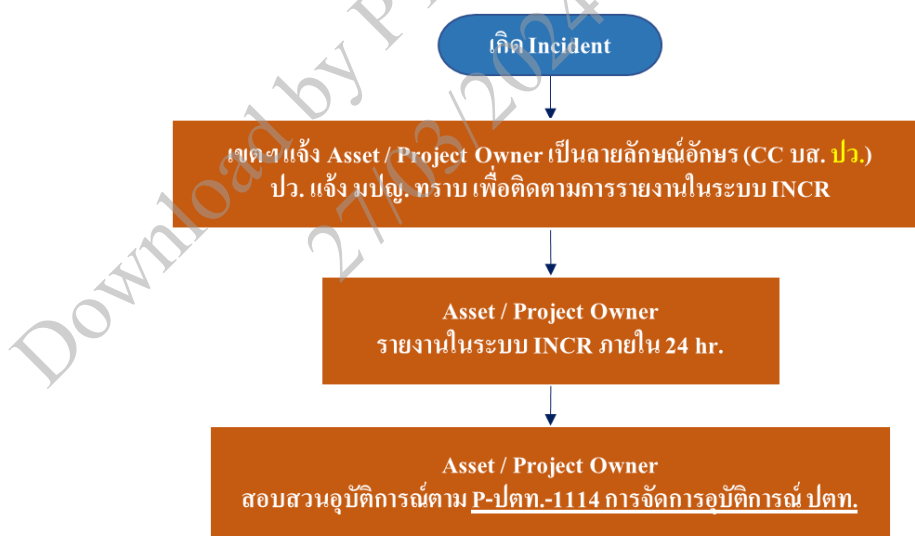 เกิด Incident
เขตฯ แจ้ง Asset / Project Owner เป็นลายลักษณ์อักษร (CC บส. ปว.)
ปว. แจ้ง มปญ. ทราบ เพื่อติดตามการรายงานในระบบ INCR
Asset / Project Owner
รายงานในระบบ INCR ภายใน 24 hr.
Asset / Project Owner
สอบสวนอุบัติการณ์ตาม P-ปตท.-1114 การจัดการอุบัติการณ์ ปตท.
Download by P
27/03/2024